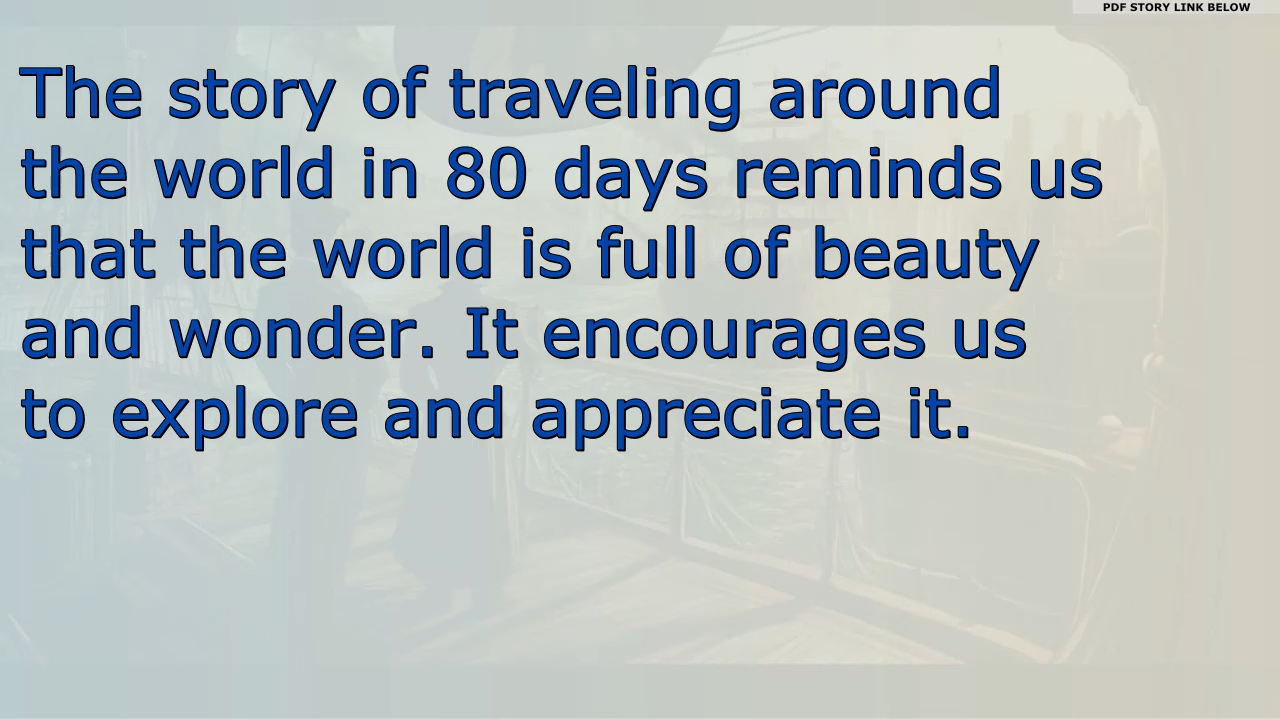 PDF STORY LINK BELOW
The story of traveling around
the world in 80 days reminds us
that the world is full of beauty
and wonder. It encourages us
to explore and appreciate it.